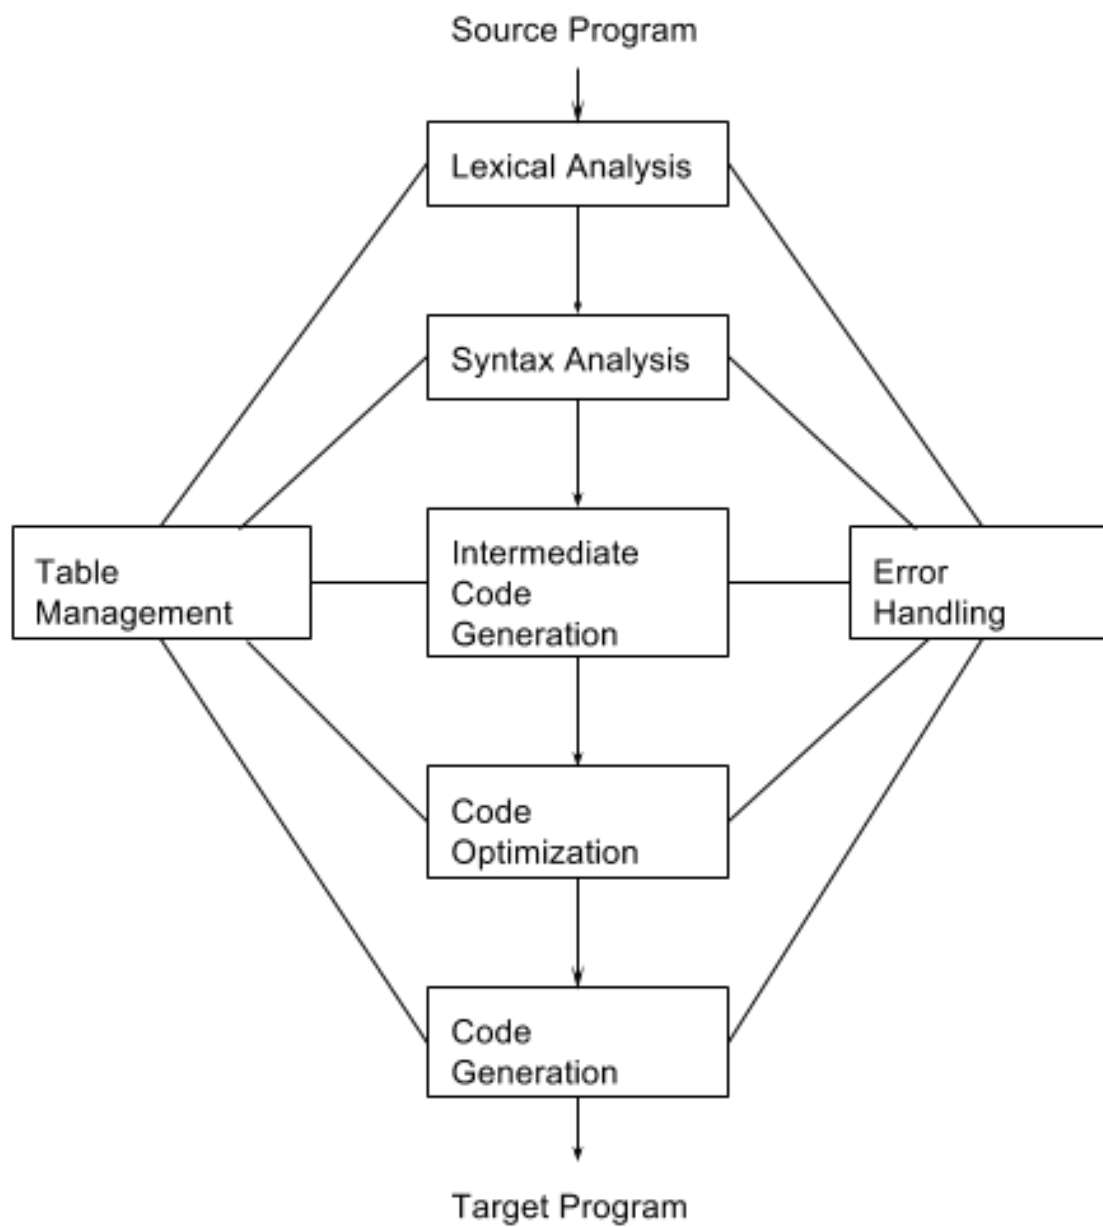 Source Program
Lexical Analysis
Syntax Analysis
Table
Management
Intermediate
Code
Generation
Error
Handling
Code
Optimization
Code
Generation
Target Program